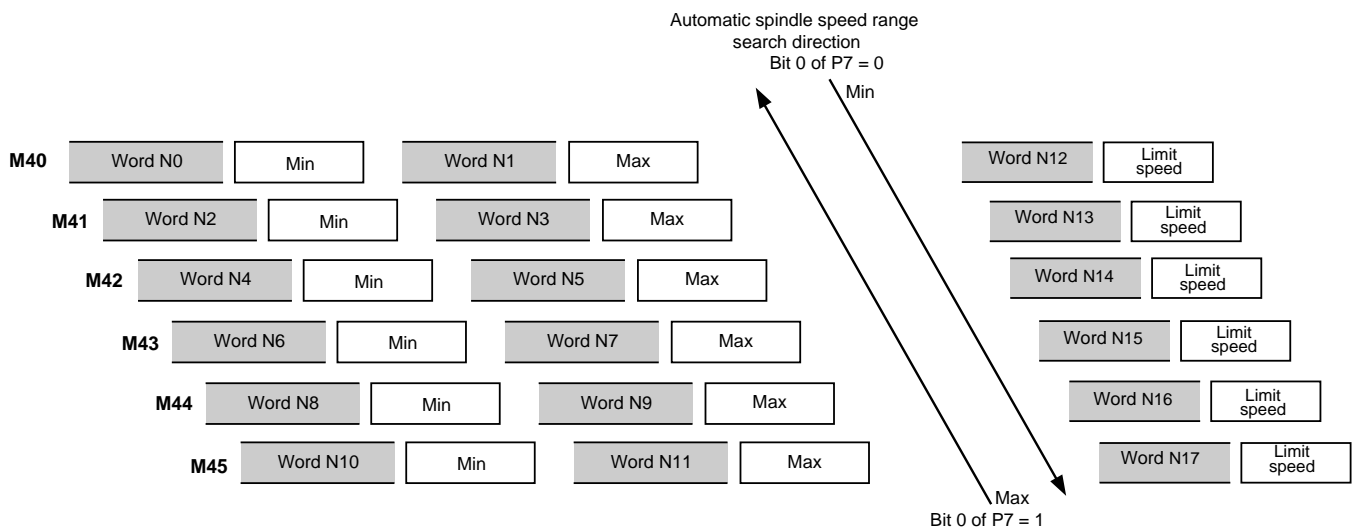 Automatic spindle speed range
search direction
Bit 0 of P7 = 0
Min
M40 Word N0 Min Word N1 Max Word N12 Limit speed
M41 Word N2 Min Word N3 Max Word N13 Limit speed
M42 Word N4 Min Word N5 Max Word N14 Limit speed
M43 Word N6 Min Word N7 Max Word N15 Limit speed
M44 Word N8 Min Word N9 Max Word N16 Limit speed
M45 Word N10 Min Word N11 Max Word N17 Limit speed
Max
Bit 0 of P7 = 1